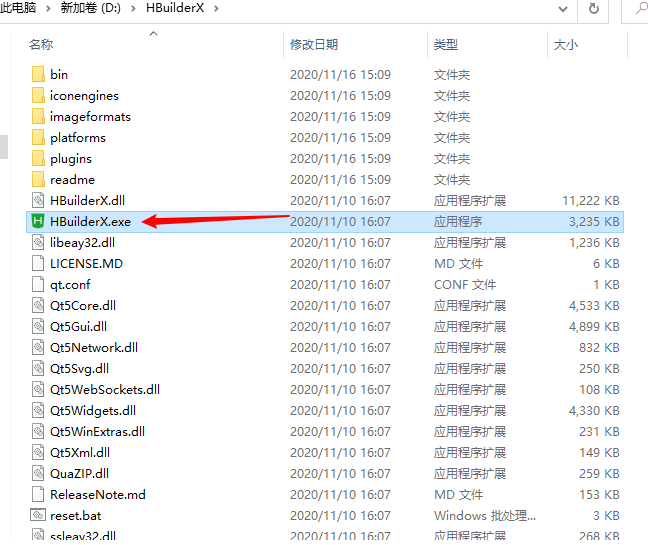 此电脑 > 新加卷 (D:) > HBuilderX >
名称 修改日期 类型 大小
bin 2020/11/16 15:09 文件夹
iconengines 2020/11/16 15:09 文件夹
imageformats 2020/11/16 15:09 文件夹
platforms 2020/11/16 15:09 文件夹
plugins 2020/11/16 15:09 文件夹
readme 2020/11/16 15:09 文件夹
HBuilderX.dll 2020/11/10 16:07 应用程序扩展 11,222 KB
HBuilderX.exe 2020/11/10 16:07 应用程序 3,235 KB
libeay32.dll 2020/11/10 16:07 应用程序扩展 1,236 KB
LICENSE.MD 2020/11/10 16:07 MD 文件 6 KB
qt.conf 2020/11/10 16:07 CONF 文件 1 KB
Qt5Core.dll 2020/11/10 16:07 应用程序扩展 4,533 KB
Qt5Gui.dll 2020/11/10 16:07 应用程序扩展 4,899 KB
Qt5Network.dll 2020/11/10 16:07 应用程序扩展 832 KB
Qt5Svg.dll 2020/11/10 16:07 应用程序扩展 250 KB
Qt5WebSockets.dll 2020/11/10 16:07 应用程序扩展 108 KB
Qt5Widgets.dll 2020/11/10 16:07 应用程序扩展 4,330 KB
Qt5WinExtras.dll 2020/11/10 16:07 应用程序扩展 231 KB
Qt5Xml.dll 2020/11/10 16:07 应用程序扩展 149 KB
QuaZIP.dll 2020/11/10 16:07 应用程序扩展 259 KB
ReleaseNote.md 2020/11/10 16:07 MD 文件 153 KB
reset.bat 2020/11/10 16:07 Windows 批处理... 3 KB
ssleay32.dll 2020/11/10 16:07 应用程序扩展 268 KB